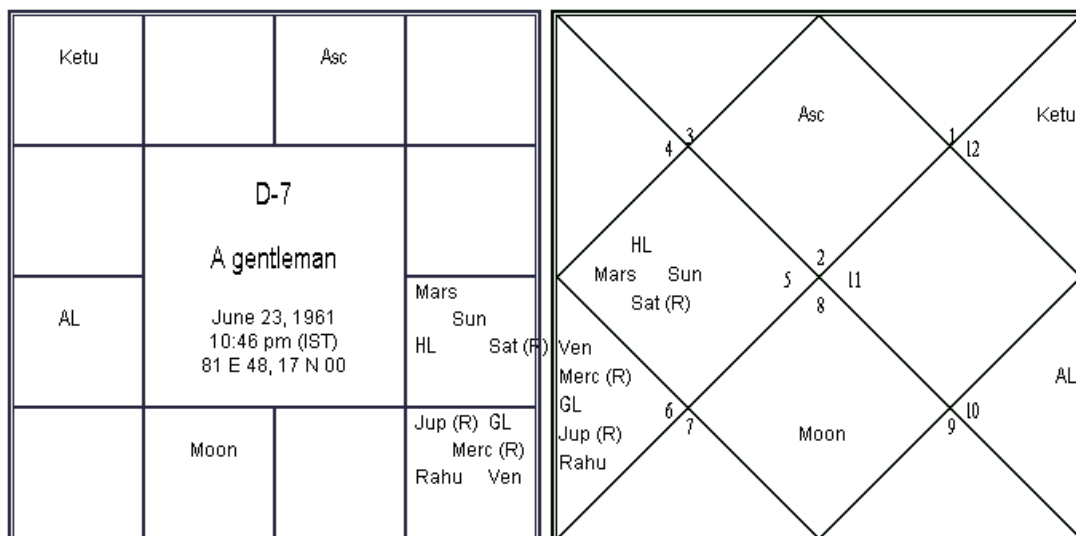 Ketu
Asc
D-7
A gentleman
June 23, 1961
10:46 pm (IST)
81 E 48, 17 N 00
AL
Mars
Sun
HL Sat (R)
Moon
Jup (R) GL
Merc (R)
Rahu Ven
Asc
Ketu
3
4
1
12
HL
Mars Sun
Sat (R)
2
5
11
8
Ven
Merc (R)
GL
Jup (R)
Rahu
6
7
Moon
10
9
AL